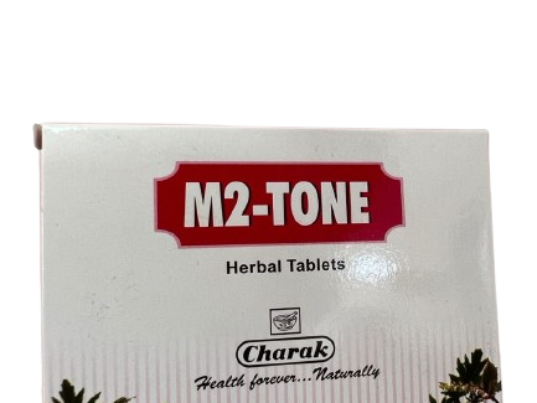 M2-TONE
Herbal Tablets
Charak
Health forever...Naturally